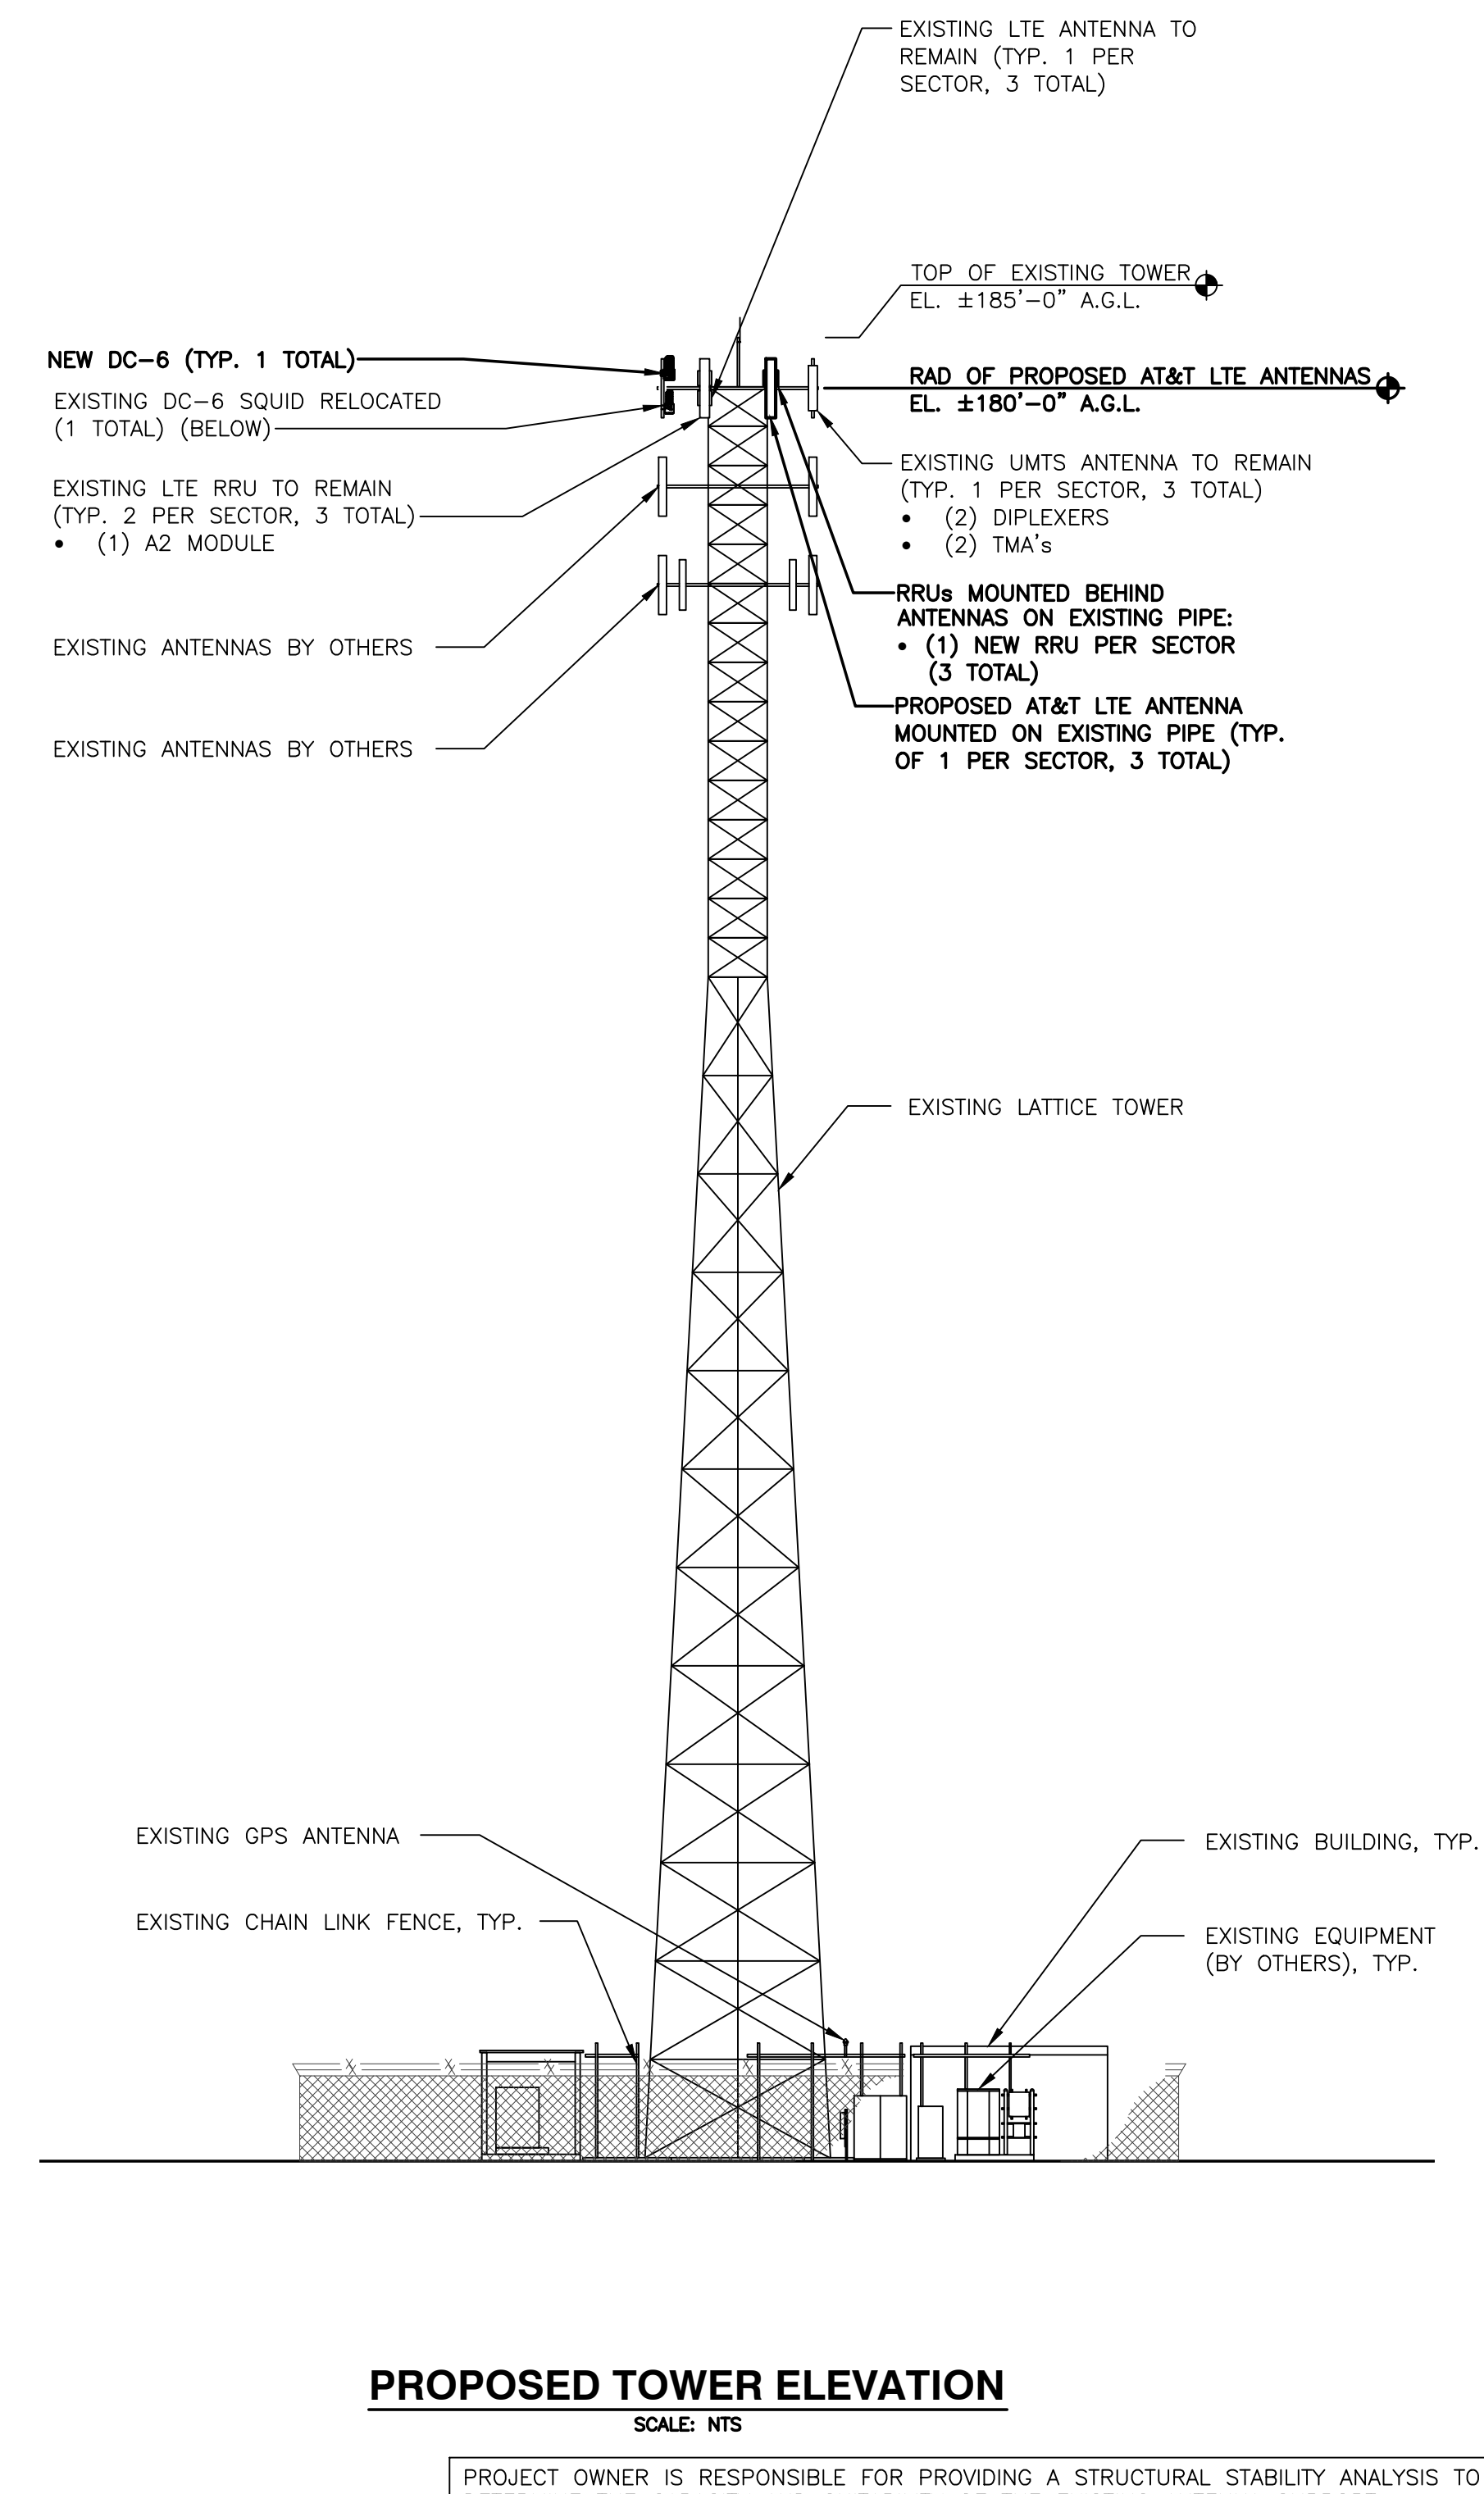 EXISTING LTE ANTENNA TO
REMAIN (TYP. 1 PER
SECTOR, 3 TOTAL)
TOP OF EXISTING TOWER
EL. ±185'-0" A.G.L.
NEW DC-6 (TYP. 1 TOTAL)
EXISTING DC-6 SQUID RELOCATED
(1 TOTAL) (BELOW)
EXISTING LTE RRU TO REMAIN
(TYP. 2 PER SECTOR, 3 TOTAL)
• (1) A2 MODULE
EXISTING ANTENNAS BY OTHERS
EXISTING ANTENNAS BY OTHERS
RAD OF PROPOSED AT&T LTE ANTENNAS
EL. ±180'-0" A.G.L.
EXISTING UMTS ANTENNA TO REMAIN
(TYP. 1 PER SECTOR, 3 TOTAL)
• (2) DIPLEXERS
• (2) TMA's
RRUs MOUNTED BEHIND
ANTENNAS ON EXISTING PIPE:
• (1) NEW RRU PER SECTOR
(3 TOTAL)
PROPOSED AT&T LTE ANTENNA
MOUNTED ON EXISTING PIPE (TYP.
OF 1 PER SECTOR, 3 TOTAL)
EXISTING LATTICE TOWER
EXISTING GPS ANTENNA
EXISTING CHAIN LINK FENCE, TYP.
EXISTING BUILDING, TYP.
EXISTING EQUIPMENT
(BY OTHERS), TYP.
PROPOSED TOWER ELEVATION
SCALE: NTS
PROJECT OWNER IS RESPONSIBLE FOR PROVIDING A STRUCTURAL STABILITY ANALYSIS TO